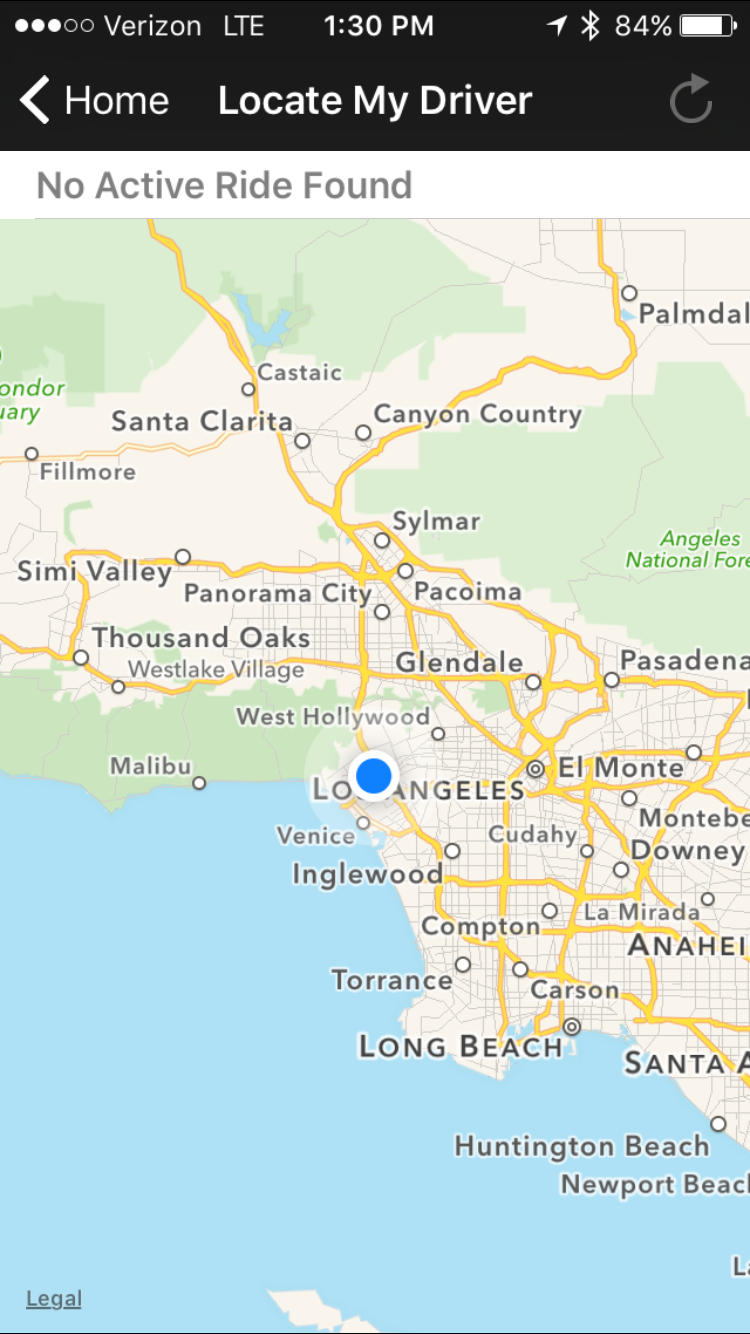 Verizon LTE 1:30 PM 84%
Home Locate My Driver
No Active Ride Found
Palmdal
Castaic
ondor
uary
Santa Clarita
Canyon Country
Fillmore
Sylmar
Angeles
National Fore
Simi Valley
Panorama City
Pacoima
Thousand Oaks
Westlake Village
Glendale
Pasadena
West Hollywood
Malibu
El Monte
LO ANGELES
Montebe
Venice
Cudahy
Downey
Inglewood
La Mirada
Compton
ANAHEI
Torrance
Carson
LONG BEACH
SANTA A
Huntington Beach
Newport Beac
La
Legal